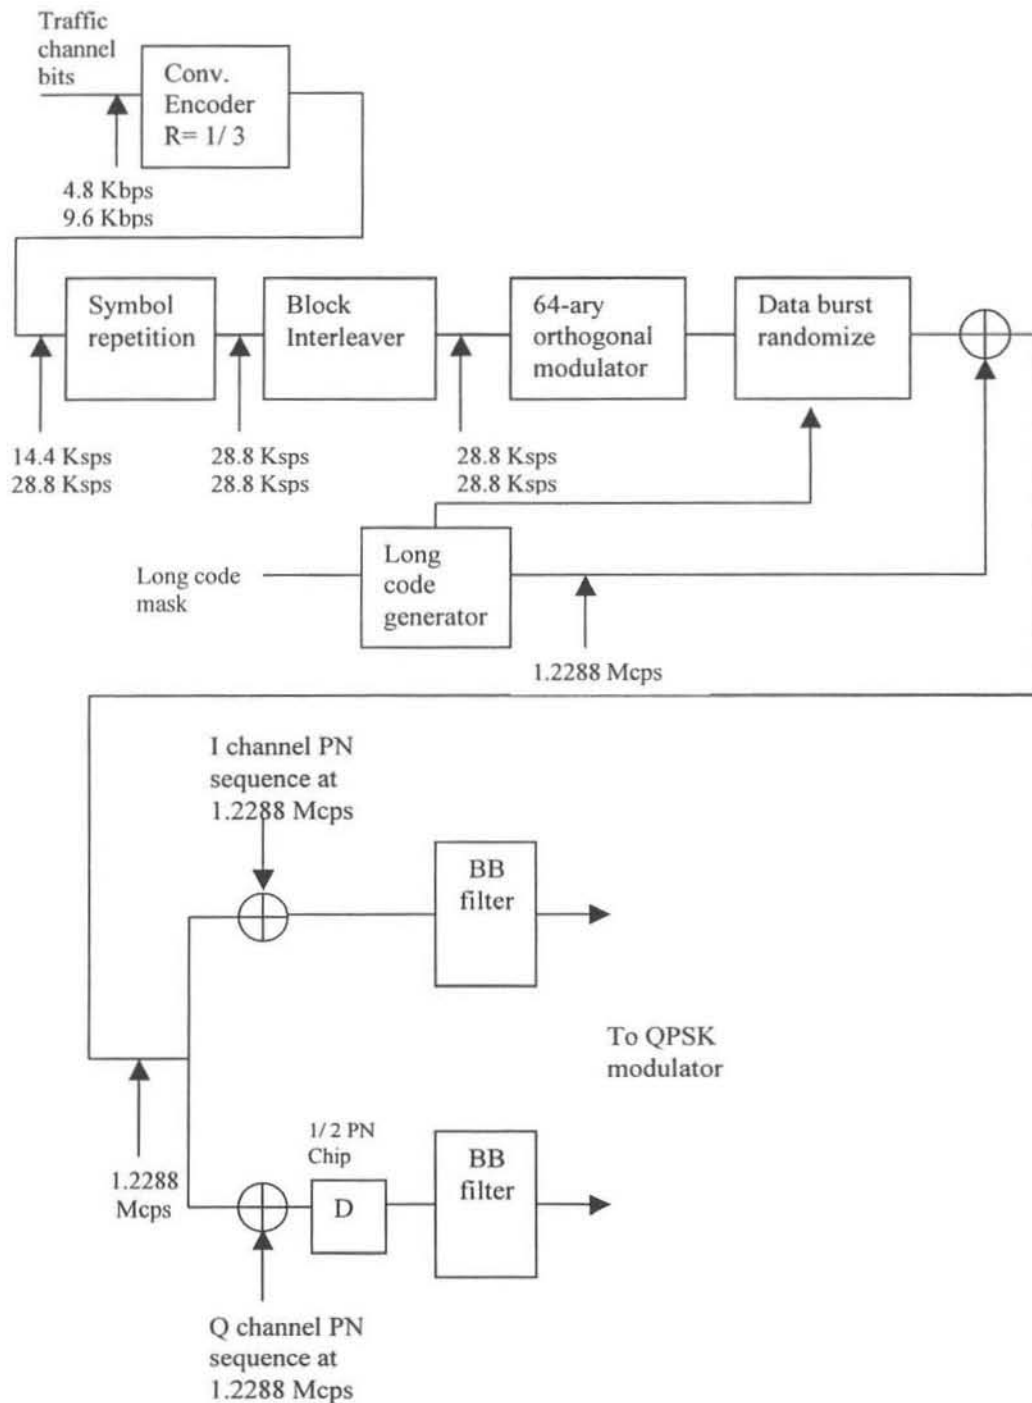 Traffic
channel
bits
Conv.
Encoder
R= 1/ 3
4.8 Kbps
9.6 Kbps
Symbol
repetition
Block
Interleaver
64-ary
orthogonal
modulator
Data burst
randomize
14.4 Ksps
28.8 Ksps
28.8 Ksps
28.8 Ksps
28.8 Ksps
28.8 Ksps
Long code
mask
Long
code
generator
1.2288 Mcps
I channel PN
sequence at
1.2288 Mcps
BB
filter
To QPSK
modulator
1.2288
Mcps
1/ 2 PN
Chip
D
BB
filter
Q channel PN
sequence at
1.2288 Mcps